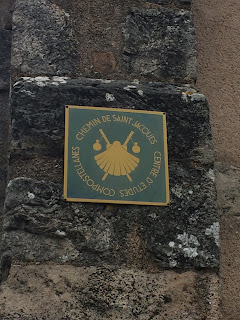 CHEMIN DE SAINT-JACQUES
CENTRE D'ETUDES COMPOSTELLANES